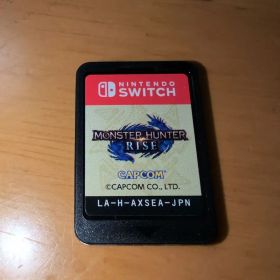 NINTENDO
SWITCH
MONSTER HUNTER
RISE
CAPCOM
©CAPCOM CO., LTD.
LA-H-AXSEA-JPN